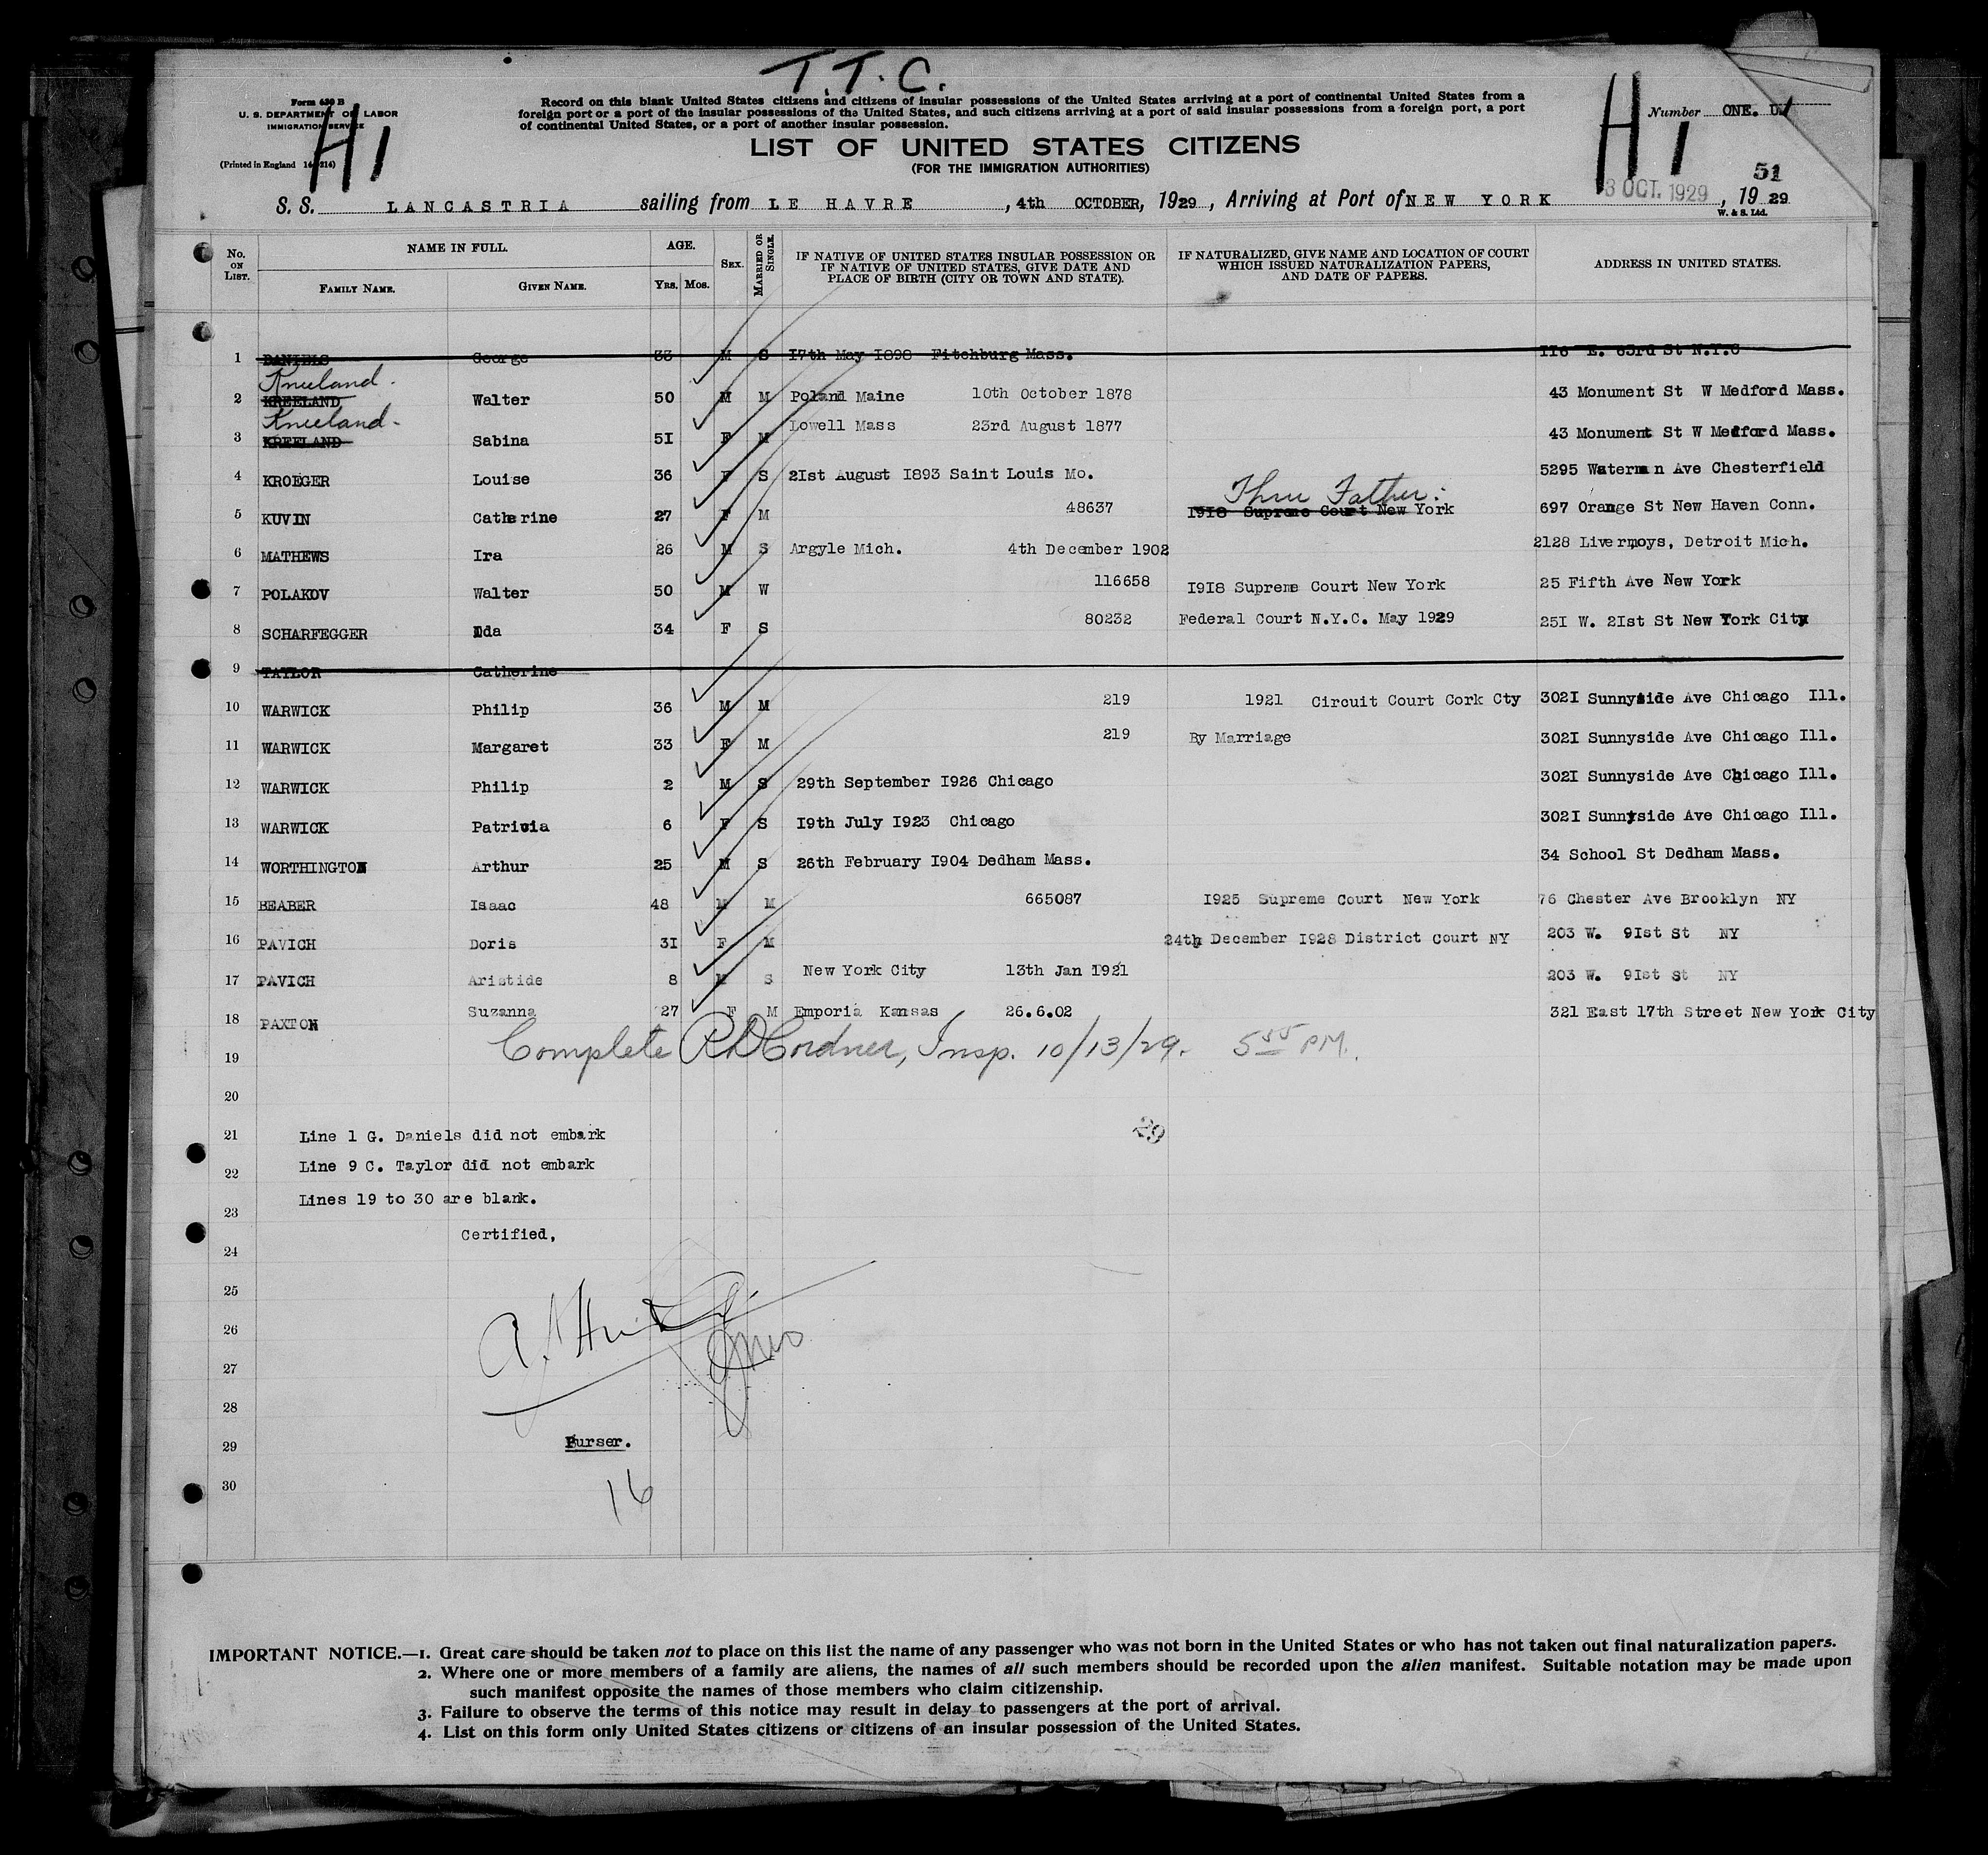 T.T.C.
Form 630 B
U. S. DEPARTMENT OF LABOR
IMMIGRATION SERVICE
(Printed in England
H1
Record on this blank United States citizens and citizens of insular possessions of the United States arriving at a port of continental United States from a
foreign port or a port of the insular possessions of the United States, and such citizens arriving at a port of said insular possessions from a foreign port, a port
of continental United States, or a port of another insular possession.
H1
Number ONE.
LIST OF UNITED STATES CITIZENS
(FOR THE IMMIGRATION AUTHORITIES)
51
S. S. LANCASTRIA sailing from LE HAVRE, 4th OCTOBER, 1929, Arriving at Port of NEW YORK 3 OCT. 1929, 1929
W. & S. Ltd.
No. ON LIST. NAME IN FULL. AGE. SEX. MARRIED OR SINGLE. IF NATIVE OF UNITED STATES INSULAR POSSESSION OR IF NATIVE OF UNITED STATES, GIVE DATE AND PLACE OF BIRTH (CITY OR TOWN AND STATE). IF NATURALIZED, GIVE NAME AND LOCATION OF COURT WHICH ISSUED NATURALIZATION PAPERS, AND DATE OF PAPERS. ADDRESS IN UNITED STATES.
FAMILY NAME. GIVEN NAME. YRS. MOS.
1 DANIELS George 33 M S 17th May 1898 Fitchburg Mass. 116 E. 63rd St N.Y.C
Kneeland.
2 KREELAND Walter 50 M M Poland Maine 10th October 1878 43 Monument St W Medford Mass.
Kneeland.
3 KREELAND Sabina 51 F M Lowell Mass 23rd August 1877 43 Monument St W Medford Mass.
4 KROEGER Louise 36 F S 21st August 1893 Saint Louis Mo. 5295 Waterman Ave Chesterfield
Thru Father:
5 KUVIN Catherine 27 F M 48637 1918 Supreme Court New York 697 Orange St New Haven Conn.
6 MATHEWS Ira 26 M S Argyle Mich. 4th December 1902 2128 Livermoys, Detroit Mich.
7 POLAKOV Walter 50 M W 116658 1918 Supreme Court New York 25 Fifth Ave New York
8 SCHARFEGGER Ida 34 F S 80232 Federal Court N.Y.C. May 1929 251 W. 21st St New York City
9 TAYLOR Catherine
10 WARWICK Philip 36 M M 219 1921 Circuit Court Cork Cty 3021 Sunnyside Ave Chicago Ill.
11 WARWICK Margaret 33 F M 219 By Marriage 3021 Sunnyside Ave Chicago Ill.
12 WARWICK Philip 2 M S 29th September 1926 Chicago 3021 Sunnyside Ave Chicago Ill.
13 WARWICK Patricia 6 F S 19th July 1923 Chicago 3021 Sunnyside Ave Chicago Ill.
14 WORTHINGTON Arthur 25 M S 26th February 1904 Dedham Mass. 34 School St Dedham Mass.
15 BEABER Isaac 48 M M 665087 1925 Supreme Court New York 76 Chester Ave Brooklyn NY
16 PAVICH Doris 31 F M 24th December 1928 District Court NY 203 W. 91st St NY
17 PAVICH Aristide 8 M S New York City 13th Jan 1921 203 W. 91st St NY
18 PAXTON Suzanna 27 F M Emporia Kansas 26.6.02 321 East 17th Street New York City
19 Complete Cordner, Insp. 10/13/29. 5 55 PM.
20
21 Line 1 G. Daniels did not embark 29
22 Line 9 C. Taylor did not embark
23 Lines 19 to 30 are blank.
Certified,
24
25
26
27
28
29 Purser.
30
16
IMPORTANT NOTICE.—1. Great care should be taken not to place on this list the name of any passenger who was not born in the United States or who has not taken out final naturalization papers.
2. Where one or more members of a family are aliens, the names of all such members should be recorded upon the alien manifest. Suitable notation may be made upon
such manifest opposite the names of those members who claim citizenship.
3. Failure to observe the terms of this notice may result in delay to passengers at the port of arrival.
4. List on this form only United States citizens or citizens of an insular possession of the United States.